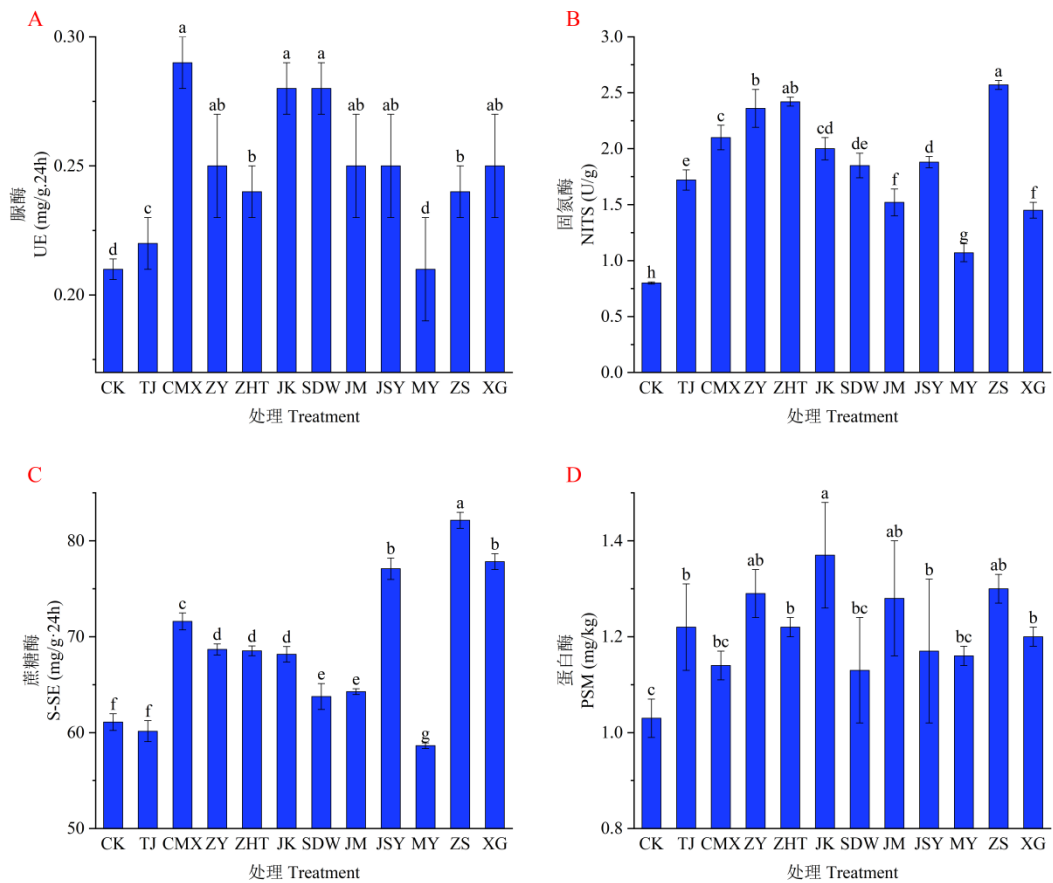 A
脲酶
UE (mg/g.24h)
0.30
0.25
0.20
d
c
a
ab
b
a
a
ab
ab
d
b
ab
CK TJ CMX ZY ZHT JK SDW JM JSY MY ZS XG
处理 Treatment
B
固氮酶
NITS (U/g)
3.0
2.5
2.0
1.5
1.0
0.5
0.0
h
e
c
b
ab
cd
de
f
d
g
a
f
CK TJ CMX ZY ZHT JK SDW JM JSY MY ZS XG
处理 Treatment
C
蔗糖酶
S-SE (mg/g·24h)
80
70
60
50
f
f
c
d
d
d
e
e
b
g
a
b
CK TJ CMX ZY ZHT JK SDW JM JSY MY ZS XG
处理 Treatment
D
蛋白酶
PSM (mg/kg)
1.4
1.2
1.0
0.8
c
b
bc
ab
b
a
bc
ab
b
bc
ab
b
CK TJ CMX ZY ZHT JK SDW JM JSY MY ZS XG
处理 Treatment